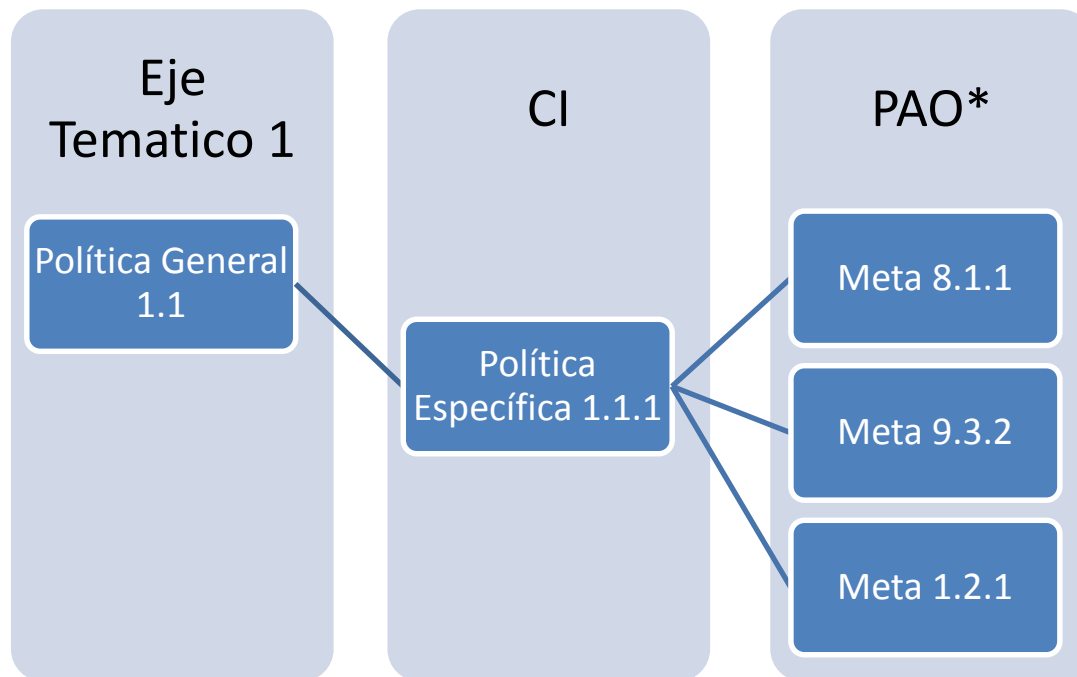 Eje
Tematico 1
Política General
1.1
CI
Política
Específica 1.1.1
PAO*
Meta 8.1.1
Meta 9.3.2
Meta 1.2.1